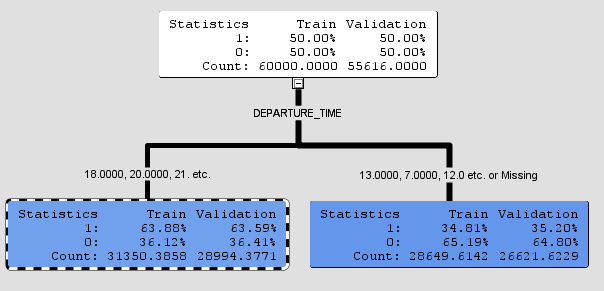 Statistics Train Validation
1: 50.00% 50.00%
0: 50.00% 50.00%
Count: 60000.0000 55616.0000
DEPARTURE_TIME
18.0000, 20.0000, 21. etc.
13.0000, 7.0000, 12.0 etc. or Missing
Statistics Train Validation
1: 63.88% 63.59%
0: 36.12% 36.41%
Count: 31350.3858 28994.3771
Statistics Train Validation
1: 34.81% 35.20%
0: 65.19% 64.80%
Count: 28649.6142 26621.6229